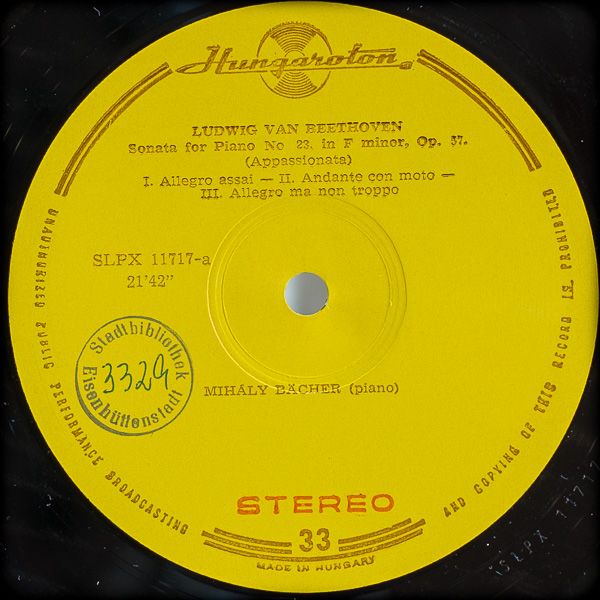 Hungaroton
LUDWIG VAN BEETHOVEN
Sonata for Piano No 23. in F minor, Op. 57.
(Appassionata)
I. Allegro assai — II. Andante con moto —
III. Allegro ma non troppo
SLPX 11717-a
21'42"
Stadtbibliothek
3329
Eisenhüttenstadt
MIHÁLY BÄCHER (piano)
STEREO
33
MADE IN HUNGARY
UNAUTHORIZED PUBLIC PERFORMANCE BROADCASTING
AND COPYING OF THIS RECORD IS PROHIBITED
SLPX 11717